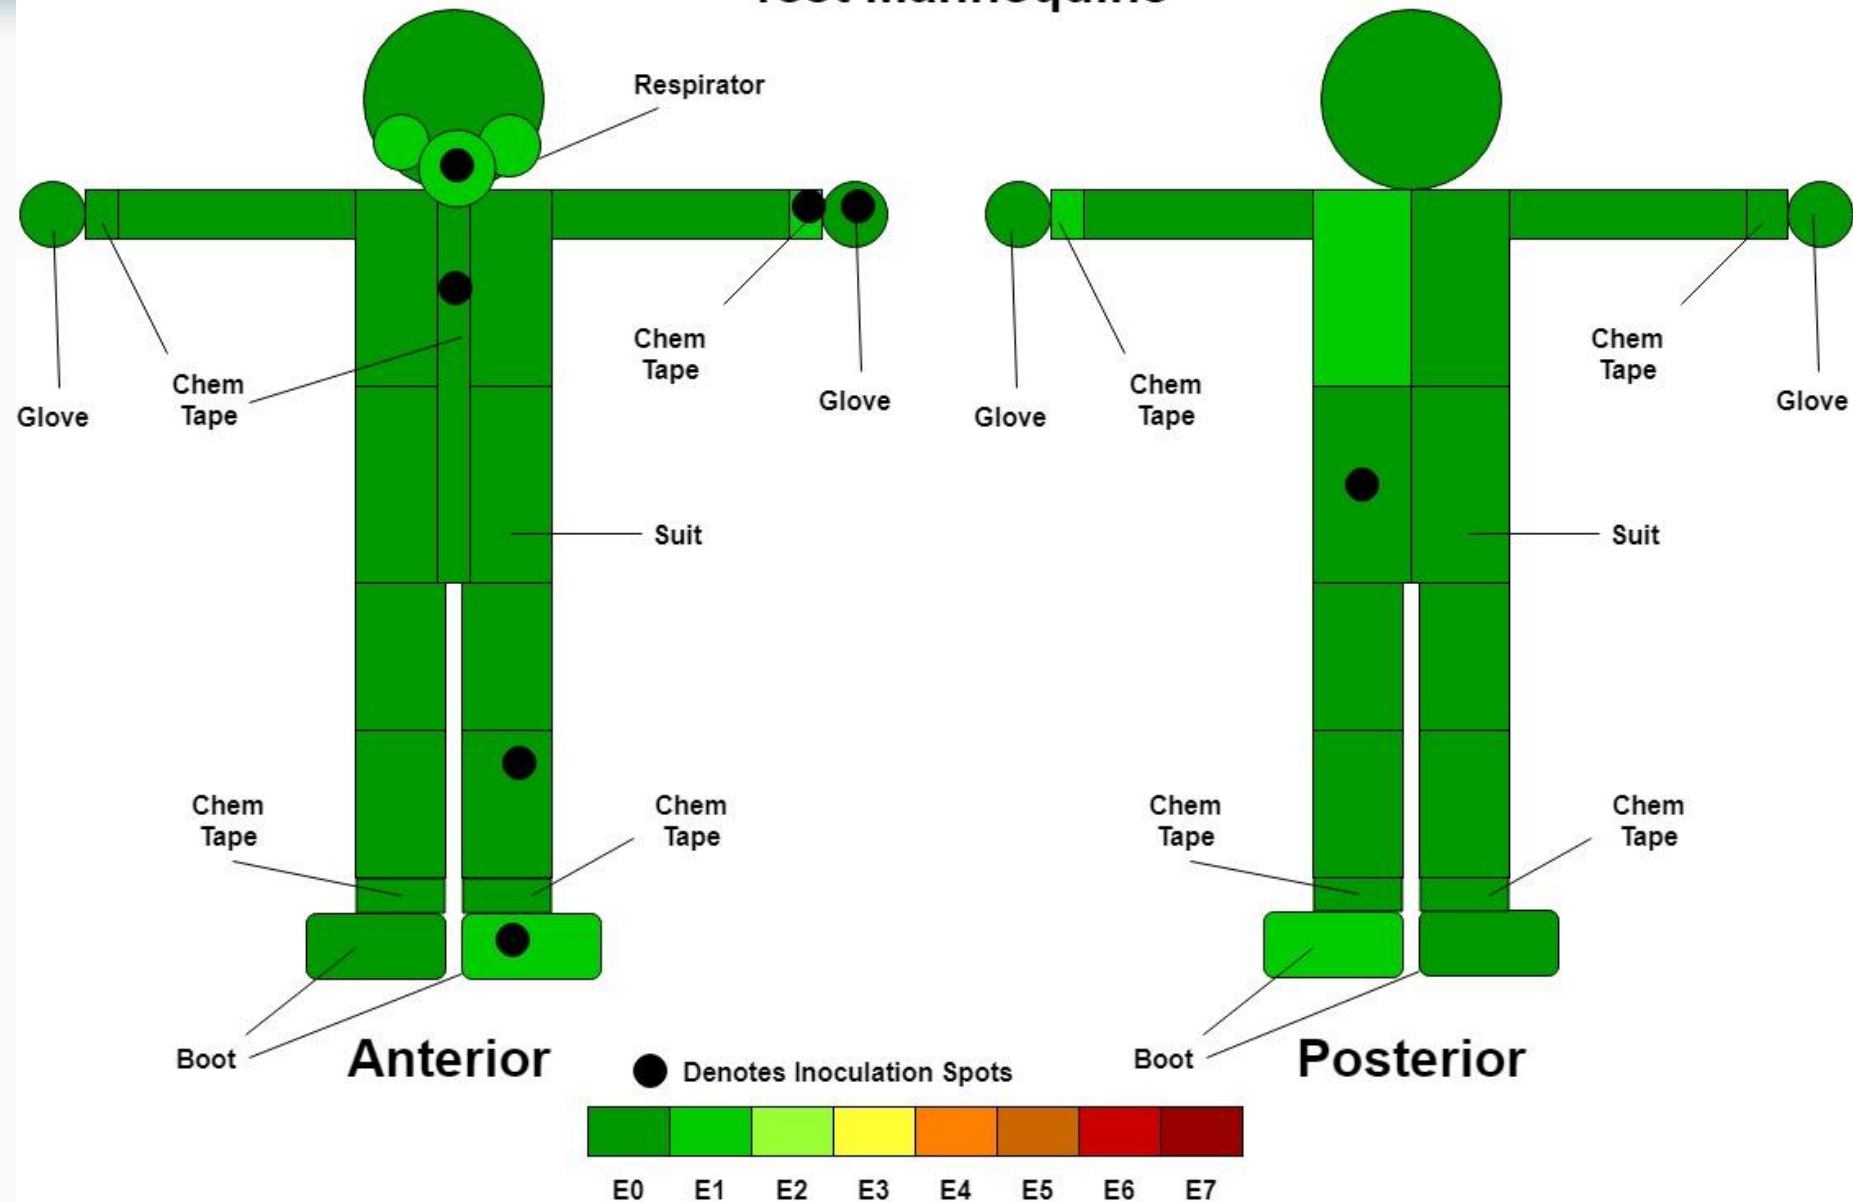 Test Mannequins
Respirator
Chem
Tape
Glove
Chem
Tape
Glove
Suit
Chem
Tape
Chem
Tape
Boot
Anterior
Chem
Tape
Glove
Chem
Tape
Glove
Suit
Chem
Tape
Chem
Tape
Boot
Posterior
Denotes Inoculation Spots
E0 E1 E2 E3 E4 E5 E6 E7